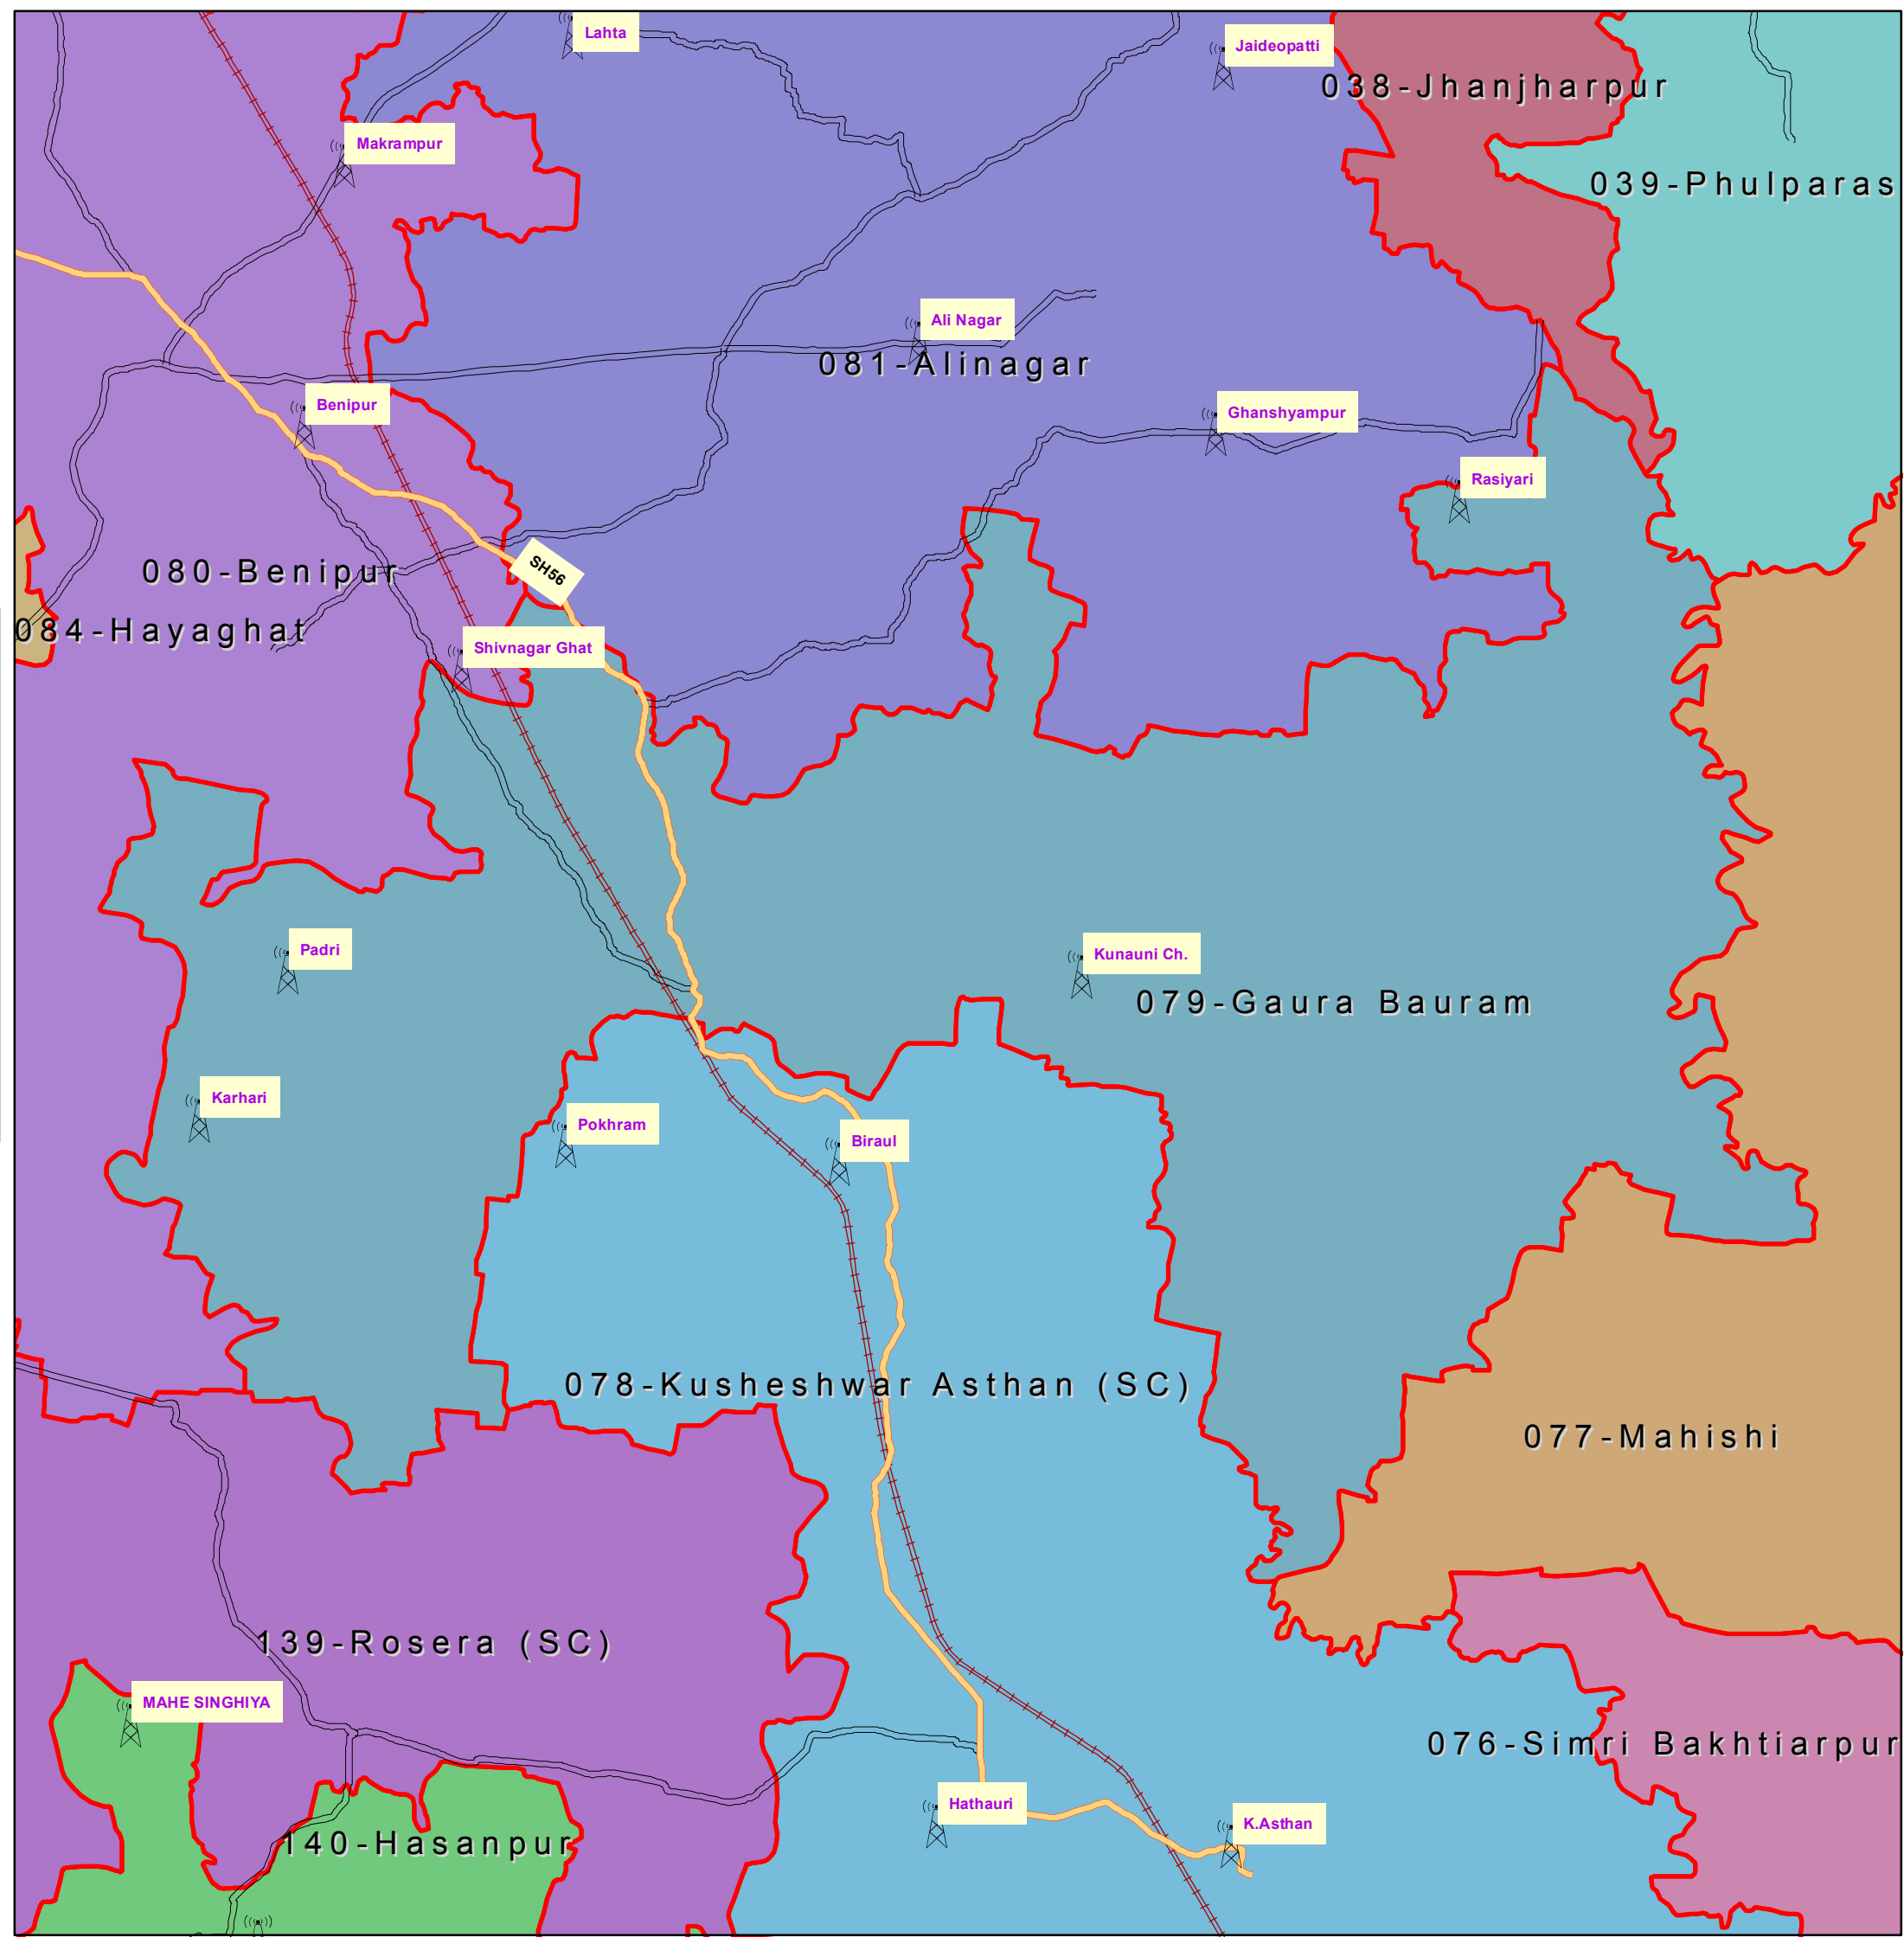 Lahta
Jaideopatti
038-Jhanjharpur
Makrampur
039-Phulparas
Ali Nagar
081-Alinagar
Benipur
Ghanshyampur
Rasiyari
SH56
080-Benipur
084-Hayaghat
Shivnagar Ghat
Padri
Kunauni Ch.
079-Gaura Bauram
Karhari
Pokhram
Biraul
078-Kusheshwar Asthan (SC)
077-Mahishi
139-Rosera (SC)
MAHE SINGHIYA
076-Simri Bakhtiarpur
Hathauri
K.Asthan
140-Hasanpur